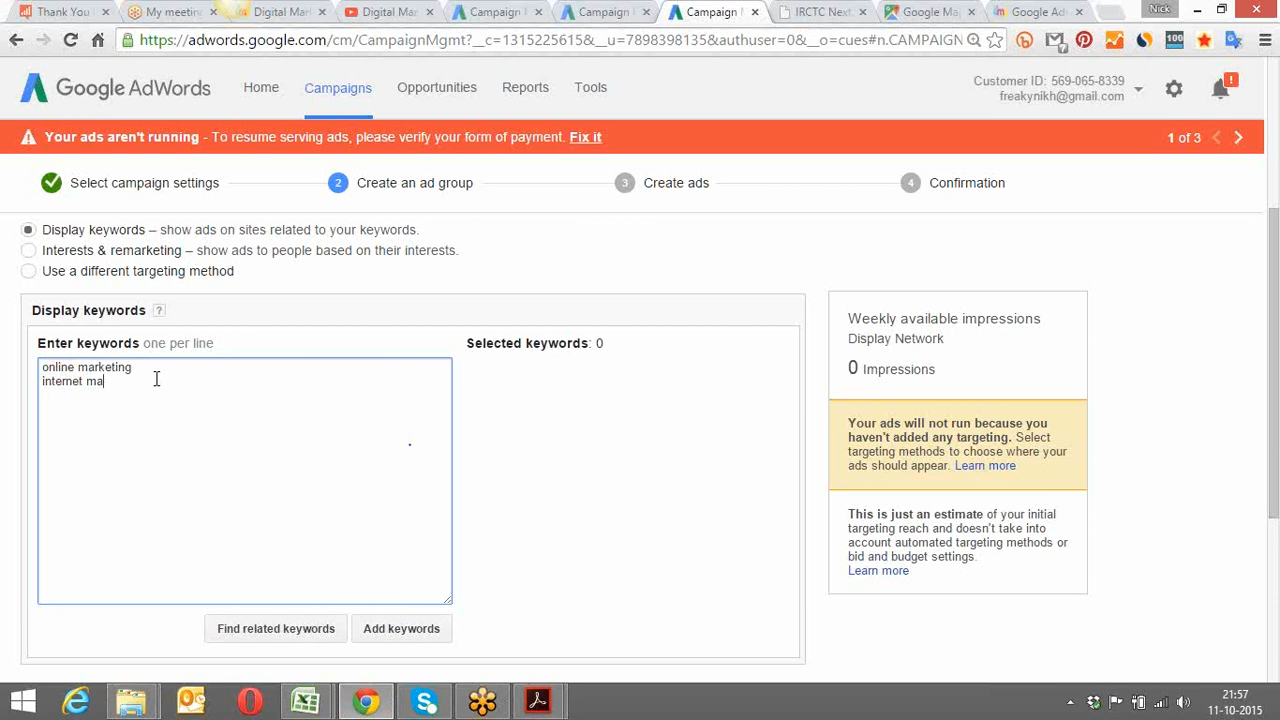 Thank You
My meetin
Digital Mar
Digital Mar
Campaign
Campaign
Campaign
IRCTC Next
Google Ma
Google Ad
Nick
https://adwords.google.com/cm/CampaignMgmt?__c=1315225615&__u=7898398135&authuser=0&__o=cues#n.CAMPAIGN
Google AdWords
Home
Campaigns
Opportunities
Reports
Tools
Customer ID: 569-065-8339
freakynikh@gmail.com
Your ads aren't running - To resume serving ads, please verify your form of payment. Fix it
1 of 3
Select campaign settings
2 Create an ad group
3 Create ads
4 Confirmation
Display keywords – show ads on sites related to your keywords.
Interests & remarketing – show ads to people based on their interests.
Use a different targeting method
Display keywords ?
Enter keywords one per line
Selected keywords: 0
online marketing
internet ma
Find related keywords
Add keywords
Weekly available impressions
Display Network
0 Impressions
Your ads will not run because you
haven't added any targeting. Select
targeting methods to choose where your
ads should appear. Learn more
This is just an estimate of your initial
targeting reach and doesn't take into
account automated targeting methods or
bid and budget settings.
Learn more
21:57
11-10-2015